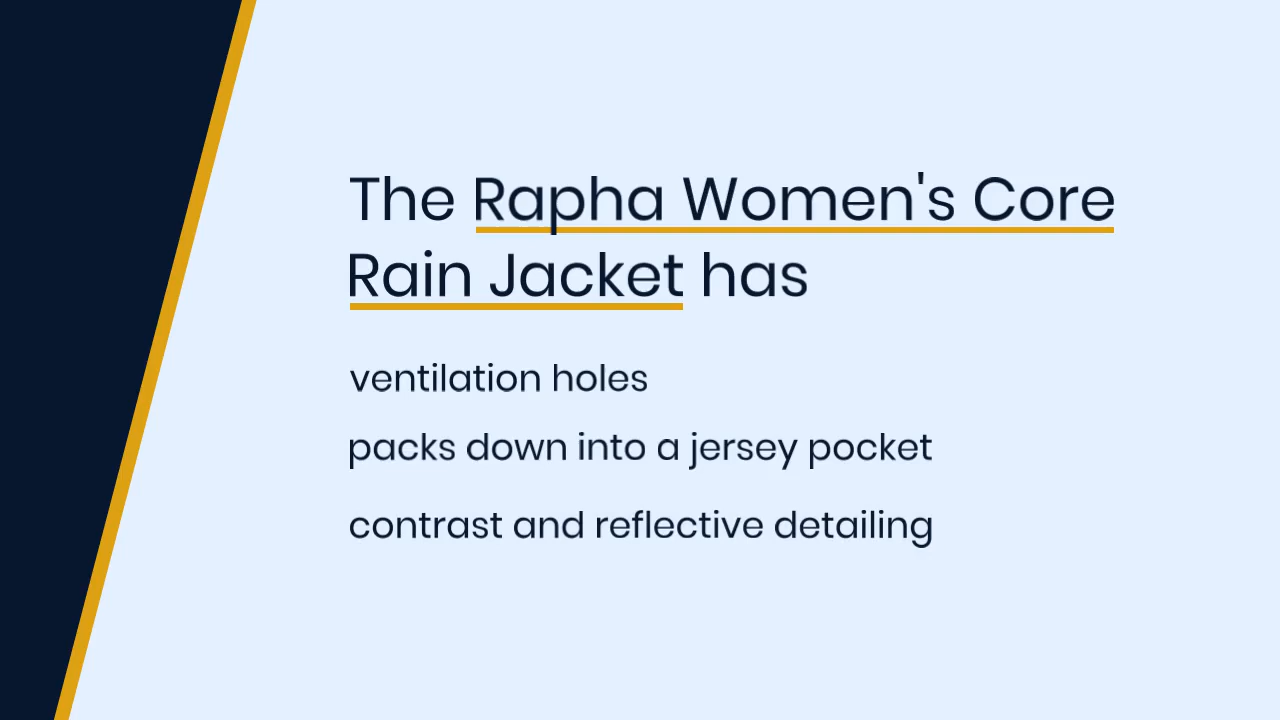 The Rapha Women's Core
Rain Jacket has
ventilation holes
packs down into a jersey pocket
contrast and reflective detailing